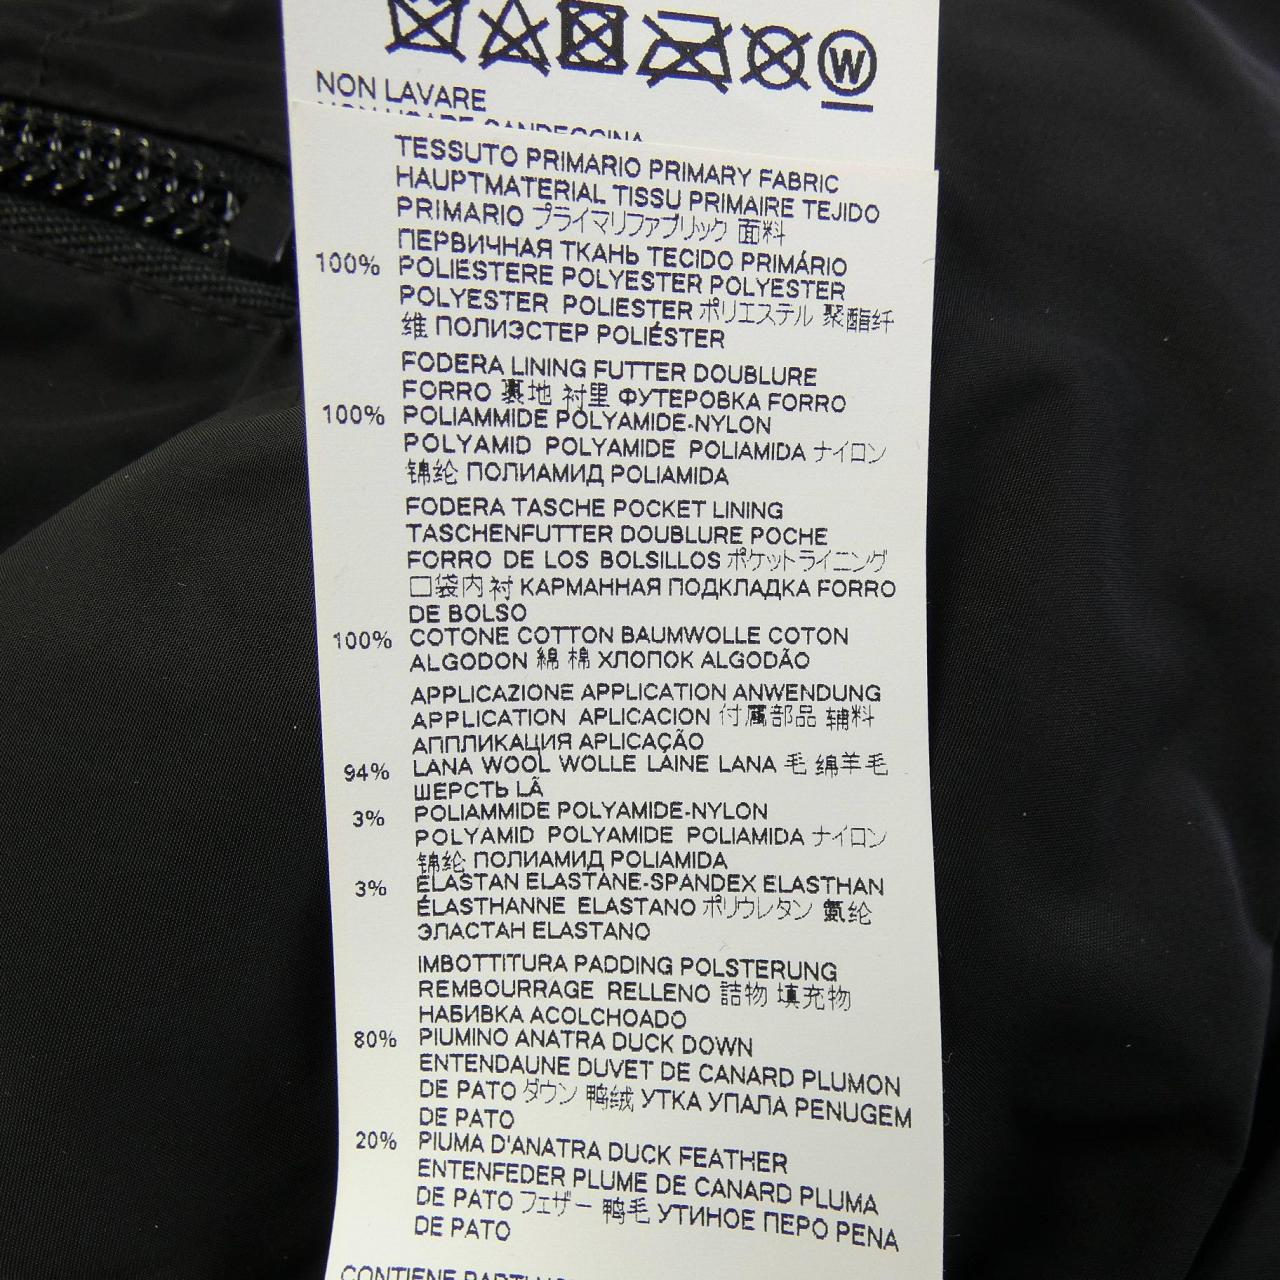 W
NON LAVARE
NON USARE CANDEGGINA
TESSUTO PRIMARIO PRIMARY FABRIC
HAUPTMATERIAL TISSU PRIMAIRE TEJIDO
PRIMARIO プライマリファブリック 面料
ПЕРВИЧНАЯ ТКАНЬ TECIDO PRIMÁRIO
100% POLIESTERE POLYESTER POLYESTER
POLYESTER POLIESTER ポリエステル 聚酯纤
维 ПОЛИЭСТЕР POLIÉSTER
FODERA LINING FUTTER DOUBLURE
FORRO 裏地 衬里 ФУТЕРОВКА FORRO
100% POLIAMMIDE POLYAMIDE-NYLON
POLYAMID POLYAMIDE POLIAMIDA ナイロン
锦纶 ПОЛИАМИД POLIAMIDA
FODERA TASCHE POCKET LINING
TASCHENFUTTER DOUBLURE POCHE
FORRO DE LOS BOLSILLOS ポケットライニング
口袋内衬 КАРМАННАЯ ПОДКЛАДКА FORRO
DE BOLSO
100% COTONE COTTON BAUMWOLLE COTON
ALGODON 綿 棉 ХЛОПОК ALGODÃO
APPLICAZIONE APPLICATION ANWENDUNG
APPLICATION APLICACION 付属部品 辅料
АППЛИКАЦИЯ APLICAÇÃO
94% LANA WOOL WOLLE LAINE LANA 毛 绵羊毛
ШЕРСТЬ LÃ
3% POLIAMMIDE POLYAMIDE-NYLON
POLYAMID POLYAMIDE POLIAMIDA ナイロン
锦纶 ПОЛИАМИД POLIAMIDA
3% ELASTAN ELASTANE-SPANDEX ELASTHAN
ÉLASTHANNE ELASTANO ポリウレタン 氨纶
ЭЛАСТАН ELASTANO
IMBOTTITURA PADDING POLSTERUNG
REMBOURRAGE RELLENO 詰物 填充物
НАБИВКА ACOLCHOADO
80% PIUMINO ANATRA DUCK DOWN
ENTENDAUNE DUVET DE CANARD PLUMON
DE PATO ダウン 鸭绒 УТКА УПАЛА PENUGEM
DE PATO
20% PIUMA D'ANATRA DUCK FEATHER
ENTENFEDER PLUME DE CANARD PLUMA
DE PATO フェザー 鸭毛 УТИНОЕ ПЕРО PENA
DE PATO